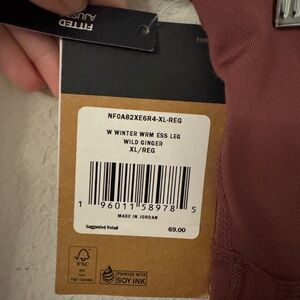 FITTED
NF0A82XE6R4-XL-REG
W WINTER WRM ESS LEG
WILD GINGER
XL/REG
1 96011 58978 5
MADE IN JORDAN
Suggested Retail 69.00
FSC
PRINTED WITH
SOY INK